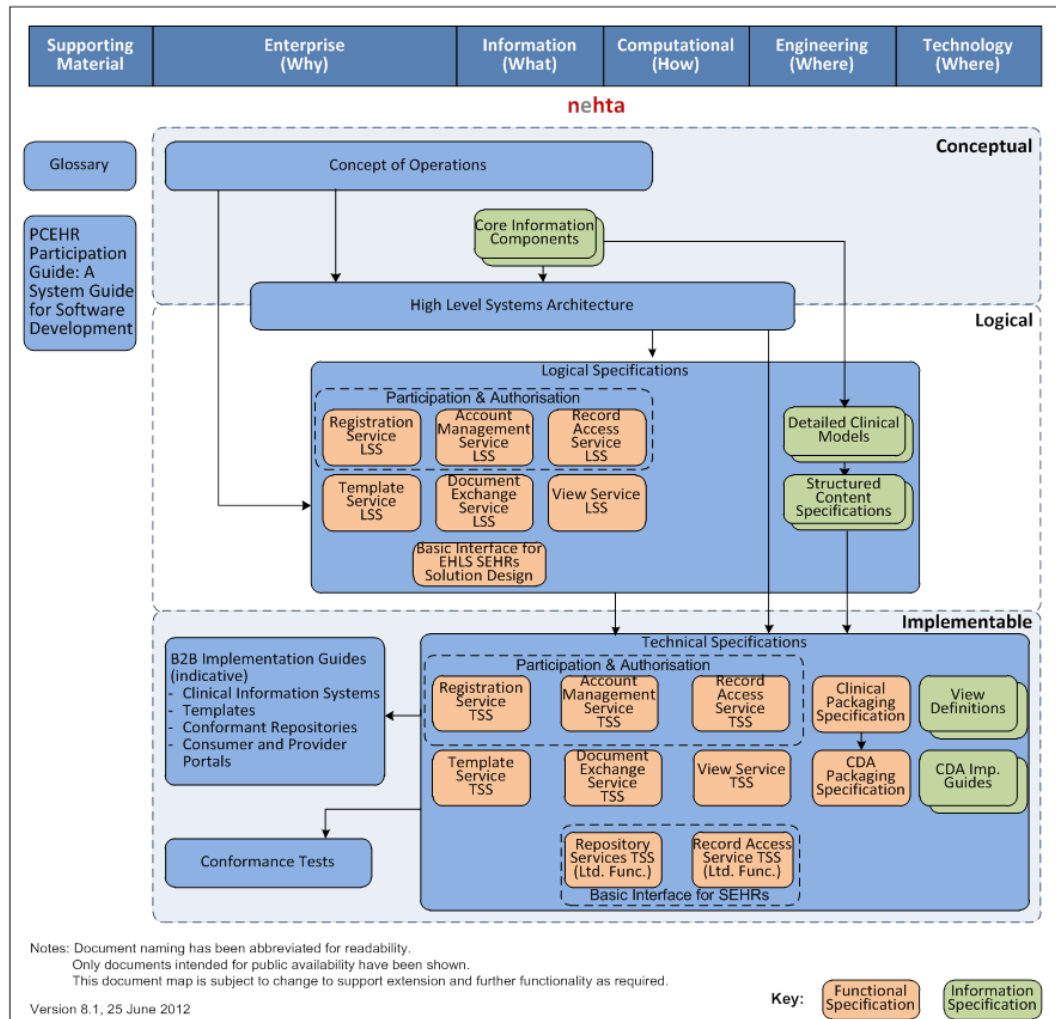 Supporting
Material
Enterprise
(Why)
Information
(What)
Computational
(How)
Engineering
(Where)
Technology
(Where)
nehta
Conceptual
Glossary
Concept of Operations
PCEHR
Participation
Guide: A
System Guide
for Software
Development
Core Information
Components
High Level Systems Architecture
Logical
Logical Specifications
Participation & Authorisation
Registration
Service
LSS
Account
Management
Service
LSS
Record
Access
Service
LSS
Detailed Clinical
Models
Template
Service
LSS
Document
Exchange
Service
LSS
View Service
LSS
Structured
Content
Specifications
Basic Interface for
EHLS SEHRs
Solution Design
Implementable
Technical Specifications
B2B Implementation Guides
(indicative)
- Clinical Information Systems
- Templates
- Conformant Repositories
- Consumer and Provider
Portals
Participation & Authorisation
Registration
Service
TSS
Account
Management
Service
TSS
Record
Access
Service
TSS
Clinical
Packaging
Specification
View
Definitions
Template
Service
TSS
Document
Exchange
Service
TSS
View Service
TSS
CDA
Packaging
Specification
CDA Imp.
Guides
Conformance Tests
Repository
Services TSS
(Ltd. Func.)
Record Access
Service TSS
(Ltd. Func.)
Basic Interface for SEHRs
Notes: Document naming has been abbreviated for readability.
Only documents intended for public availability have been shown.
This document map is subject to change to support extension and further functionality as required.
Version 8.1, 25 June 2012
Key:
Functional
Specification
Information
Specification